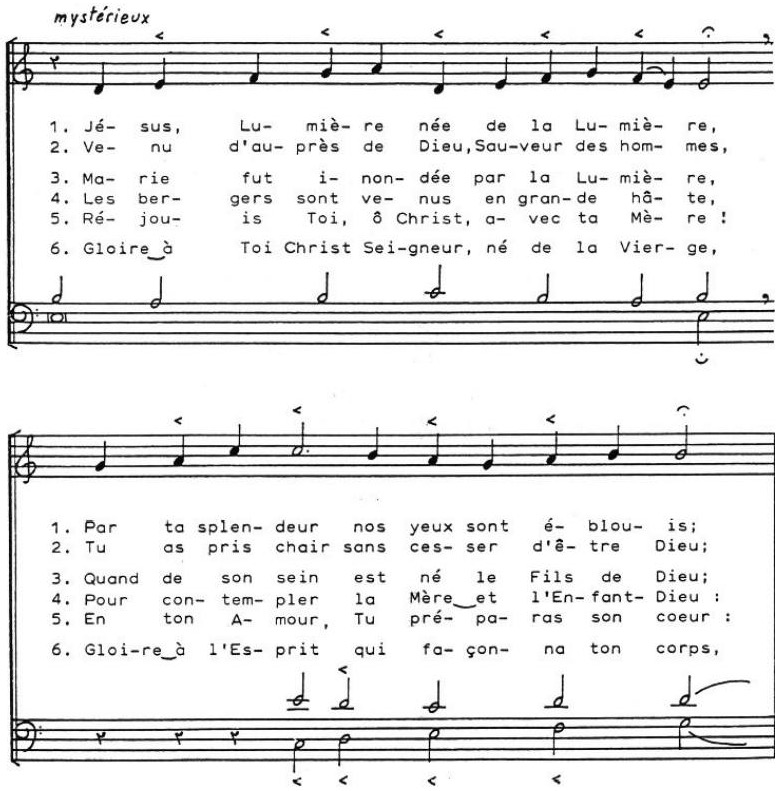 mystérieux
1. Jé- sus, Lu- miè- re née de la Lu- miè- re,
2. Ve- nu d'au- près de Dieu, Sau- veur des hom- mes,
3. Ma- rie fut i- non- dée par la Lu- miè- re,
4. Les ber- gers sont ve- nus en gran- de hâ- te,
5. Ré- jou- is Toi, ô Christ, a- vec ta Mè- re !
6. Gloire‿à Toi Christ Sei-gneur, né de la Vier- ge,
1. Par ta splen- deur nos yeux sont é- blou- is;
2. Tu as pris chair sans ces- ser d'ê- tre Dieu;
3. Quand de son sein est né le Fils de Dieu;
4. Pour con- tem- pler la Mère‿et l'En- fant- Dieu :
5. En ton A- mour, Tu pré- pa- ras son coeur :
6. Gloi-re‿à l'Es- prit qui fa- çon- na ton corps,